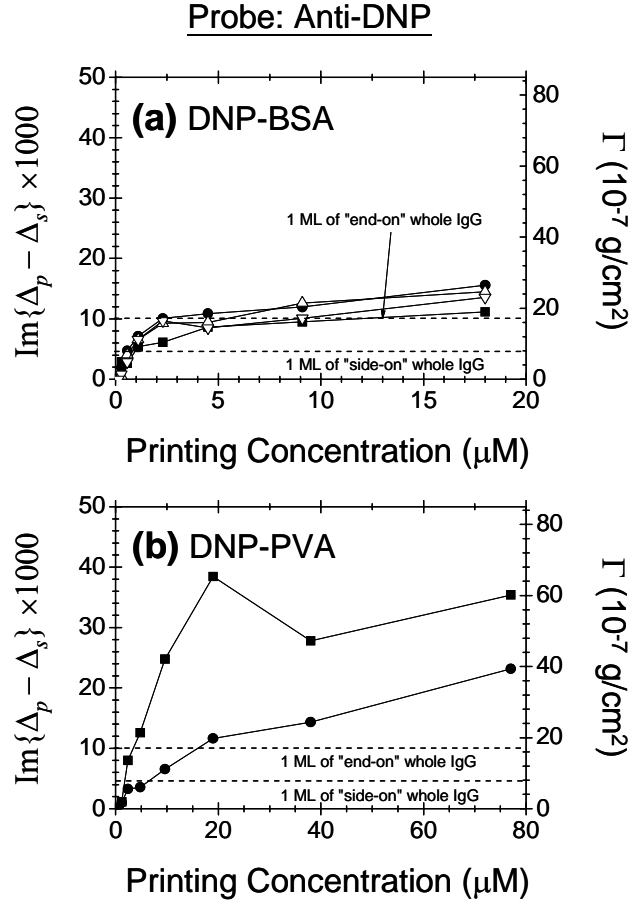 Probe: Anti-DNP
(a) DNP-BSA
50
40
30
20
10
0
Im{Δp − Δs} ×1000
80
60
40
20
0
Γ (10-7 g/cm2)
1 ML of "end-on" whole IgG
1 ML of "side-on" whole IgG
0 5 10 15 20
Printing Concentration (μM)
(b) DNP-PVA
50
40
30
20
10
0
Im{Δp − Δs} ×1000
80
60
40
20
0
Γ (10-7 g/cm2)
1 ML of "end-on" whole IgG
1 ML of "side-on" whole IgG
0 20 40 60 80
Printing Concentration (μM)